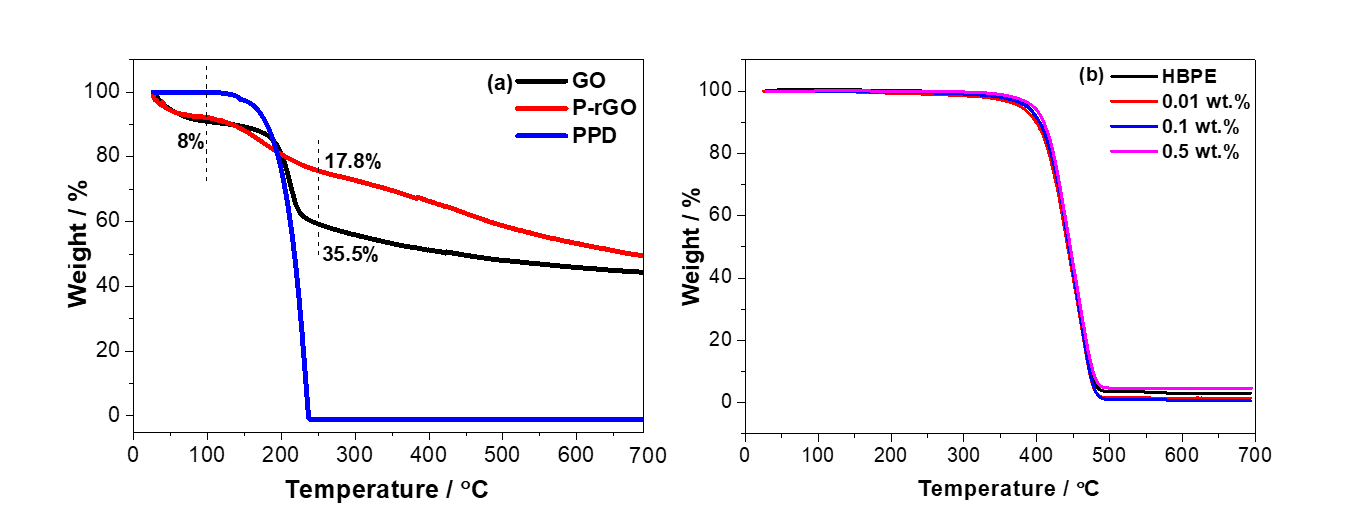 (a) GO
P-rGO
PPD
8%
17.8%
35.5%
100
80
60
40
20
0
Weight / %
0 100 200 300 400 500 600 700
Temperature / °C
(b) HBPE
0.01 wt.%
0.1 wt.%
0.5 wt.%
100
80
60
40
20
0
Weight / %
0 100 200 300 400 500 600 700
Temperature / °C